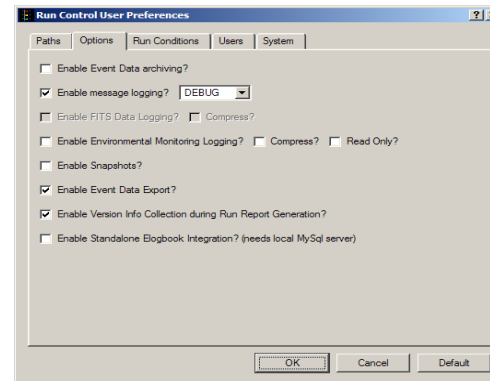 Run Control User Preferences
Paths Options Run Conditions Users System
Enable Event Data archiving?
Enable message logging? DEBUG
Enable FITS Data Logging? Compress?
Enable Environmental Monitoring Logging? Compress? Read Only?
Enable Snapshots?
Enable Event Data Export?
Enable Version Info Collection during Run Report Generation?
Enable Standalone Elogbook Integration? (needs local MySql server)
OK Cancel Default